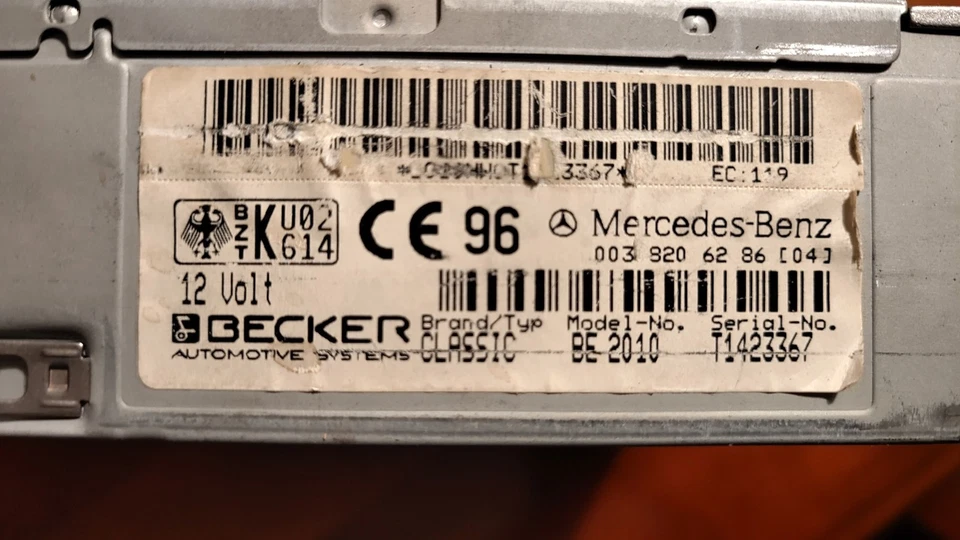 3367* EC:119
BZT K U02 614
CE 96 Mercedes-Benz
003 820 62 86 [04]
12 Volt
BECKER Brand/Typ Model-No. Serial-No.
AUTOMOTIVE SYSTEMS CLASSIC BE 2010 T1423367